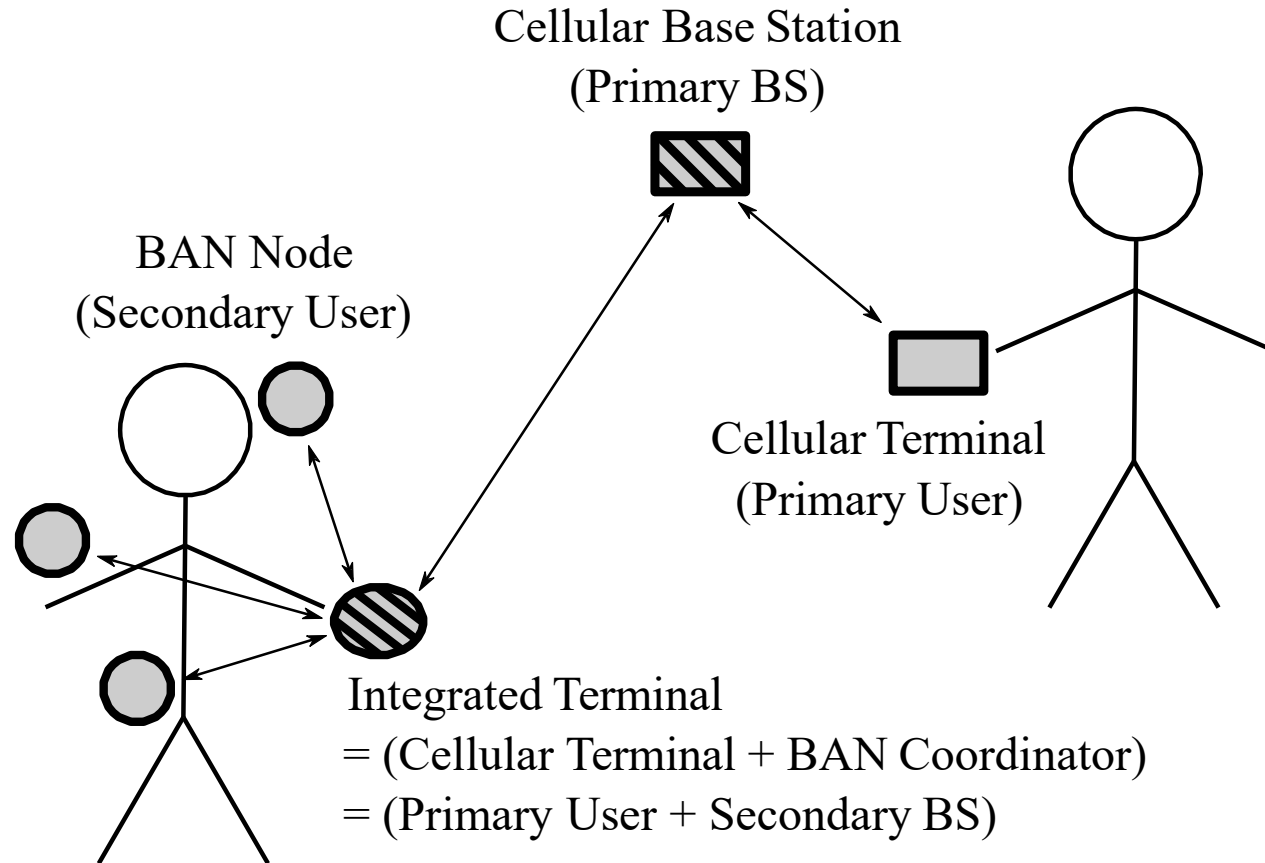 Cellular Base Station
(Primary BS)
BAN Node
(Secondary User)
Cellular Terminal
(Primary User)
Integrated Terminal
= (Cellular Terminal + BAN Coordinator)
= (Primary User + Secondary BS)